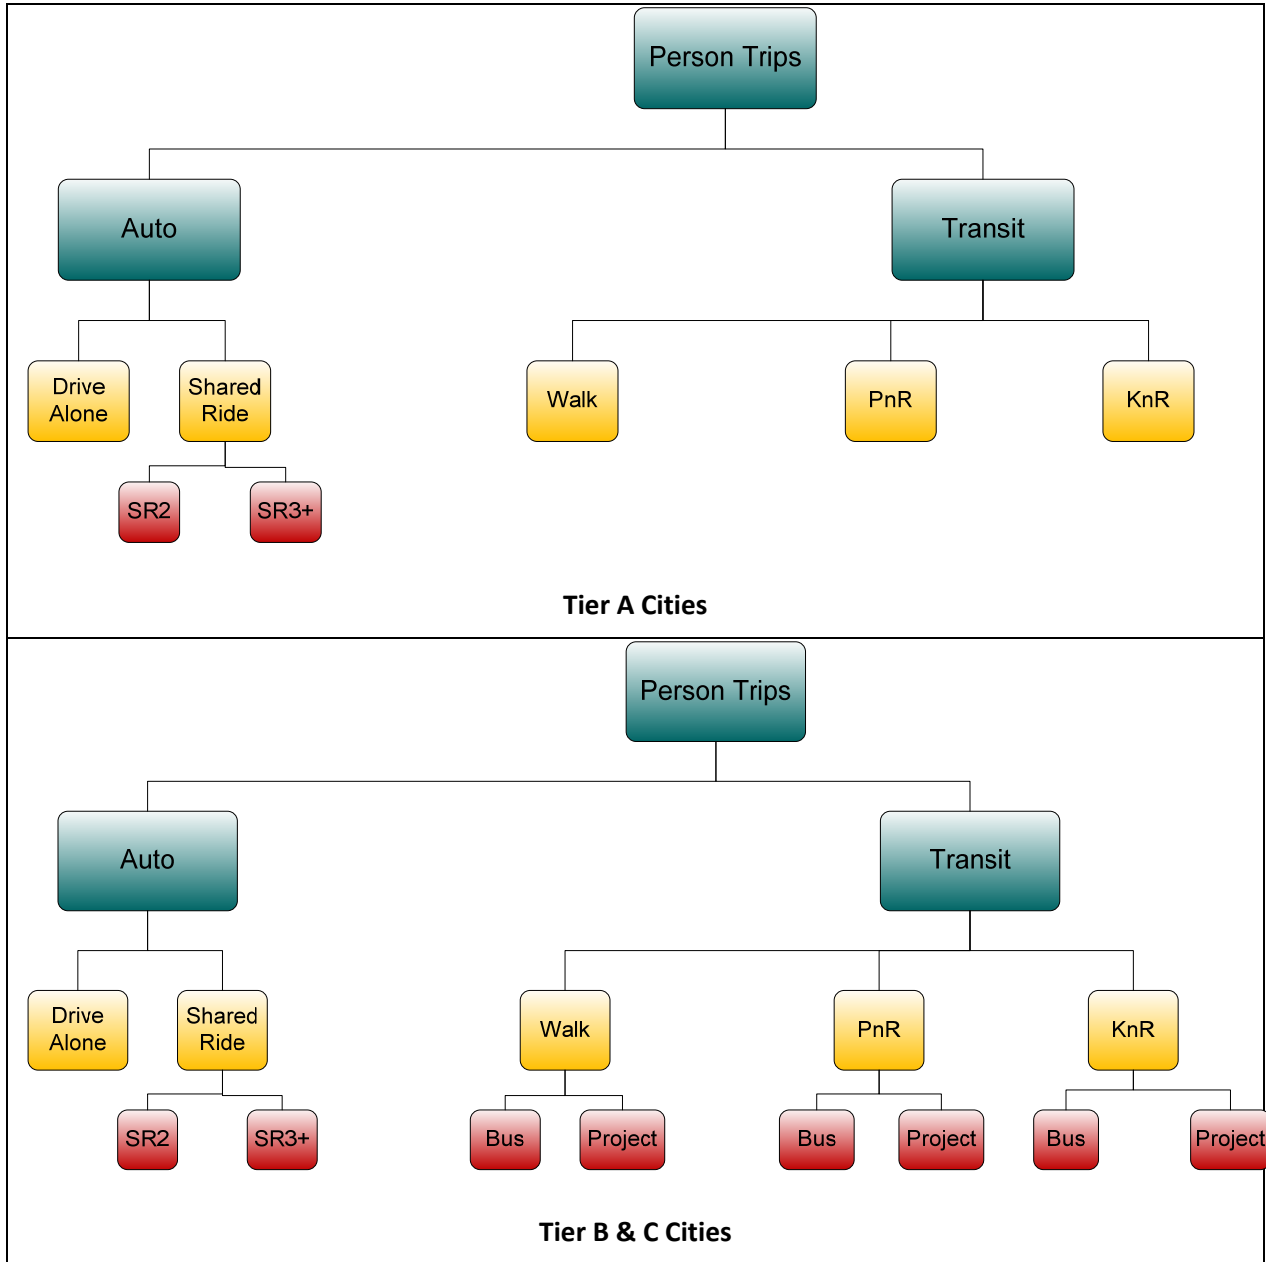 Person Trips
Auto
Transit
Drive
Alone
Shared
Ride
Walk
PnR
KnR
SR2
SR3+
Tier A Cities
Person Trips
Auto
Transit
Drive
Alone
Shared
Ride
Walk
PnR
KnR
SR2
SR3+
Bus
Project
Bus
Project
Bus
Project
Tier B & C Cities